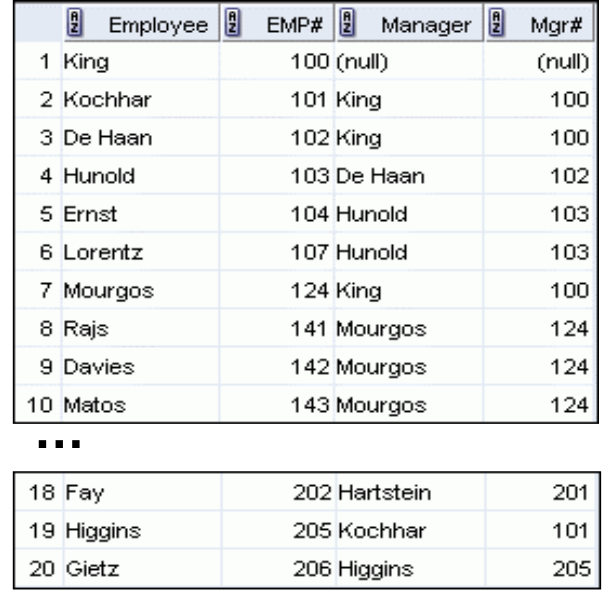 Employee EMP# Manager Mgr#
1 King 100 (null) (null)
2 Kochhar 101 King 100
3 De Haan 102 King 100
4 Hunold 103 De Haan 102
5 Ernst 104 Hunold 103
6 Lorentz 107 Hunold 103
7 Mourgos 124 King 100
8 Rajs 141 Mourgos 124
9 Davies 142 Mourgos 124
10 Matos 143 Mourgos 124
...
18 Fay 202 Hartstein 201
19 Higgins 205 Kochhar 101
20 Gietz 206 Higgins 205